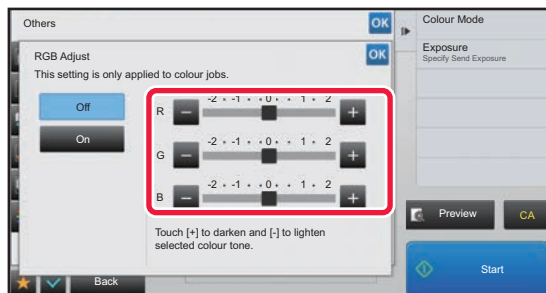 Others
OK
Colour Mode
RGB Adjust
OK
Exposure
Specify Send Exposure
This setting is only applied to colour jobs.
Off
On
R
-2 • -1 • • 0 • • 1 • 2
G
-2 • -1 • • 0 • • 1 • 2
B
-2 • -1 • • 0 • • 1 • 2
Touch [+] to darken and [-] to lighten
selected colour tone.
Preview
CA
Back
Start